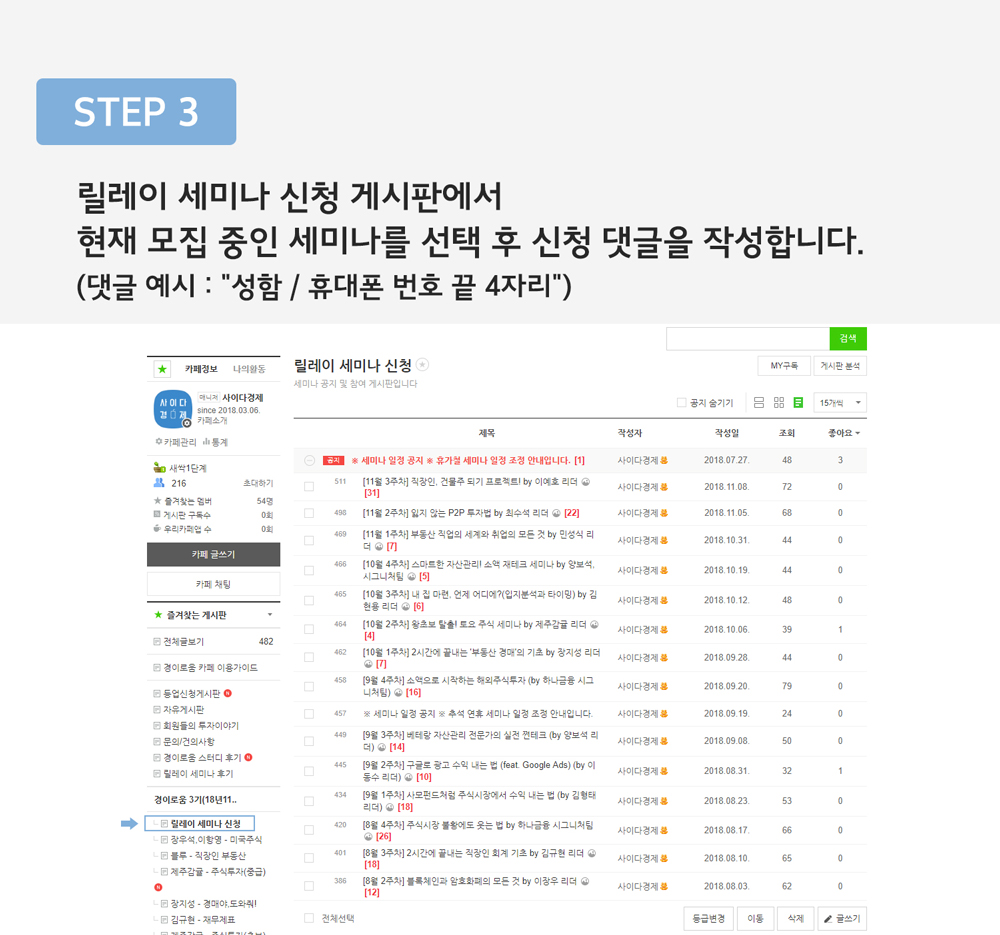 STEP 3
릴레이 세미나 신청 게시판에서
현재 모집 중인 세미나를 선택 후 신청 댓글을 작성합니다.
(댓글 예시 : "성함 / 휴대폰 번호 끝 4자리")
검색
카페정보 나의활동
사이다
경제
매니저 사이다경제
since 2018.03.06.
카페소개
카페관리 통계
새싹1단계
216 초대하기
즐겨찾는 멤버 54명
게시판 구독수 0회
우리카페앱 수 0회
카페 글쓰기
카페 채팅
즐겨찾는 게시판
전체글보기 482
경이로움 카페 이용가이드
등업신청게시판 N
자유게시판
회원들의 투자이야기
문의/건의사항
경이로움 스터디 후기 N
릴레이 세미나 후기
경이로움 3기(18년11..
릴레이 세미나 신청
장우석,이항영 - 미국주식
블루 - 직장인 부동산
제주감귤 - 주식투자(중급)
N
장지성 - 경매야,도와줘!
김규현 - 재무제표
릴레이 세미나 신청
세미나 공지 및 참여 게시판입니다
MY구독 게시판 분석
공지 숨기기 15개씩
제목 작성자 작성일 조회 좋아요
공지 ※ 세미나 일정 공지 ※ 휴가철 세미나 일정 조정 안내입니다. [1] 사이다경제 2018.07.27. 48 3
511 [11월 3주차] 직장인, 건물주 되기 프로젝트! by 이예호 리더 사이다경제 2018.11.08. 72 0
[31]
498 [11월 2주차] 잃지 않는 P2P 투자법 by 최수석 리더 [22] 사이다경제 2018.11.05. 68 0
469 [11월 1주차] 부동산 직업의 세계와 취업의 모든 것 by 민성식 리 사이다경제 2018.10.31. 44 0
더 [7]
466 [10월 4주차] 스마트한 자산관리! 소액 재테크 세미나 by 양보석, 사이다경제 2018.10.19. 44 0
시그니처팀 [5]
465 [10월 3주차] 내 집 마련, 언제 어디에?(입지분석과 타이밍) by 김 사이다경제 2018.10.12. 48 0
현용 리더 [6]
464 [10월 2주차] 왕초보 탈출! 토요 주식 세미나 by 제주감귤 리더 사이다경제 2018.10.06. 39 1
[4]
462 [10월 1주차] 2시간에 끝내는 '부동산 경매'의 기초 by 장지성 리더 사이다경제 2018.09.28. 44 0
[7]
458 [9월 4주차] 소액으로 시작하는 해외주식투자 (by 하나금융 시그 사이다경제 2018.09.20. 79 0
니처팀) [16]
457 ※ 세미나 일정 공지 ※ 추석 연휴 세미나 일정 조정 안내입니다. 사이다경제 2018.09.19. 24 0
449 [9월 3주차] 베테랑 자산관리 전문가의 실전 쩐테크 (by 양보석 리 사이다경제 2018.09.08. 50 0
더) [14]
445 [9월 2주차] 구글로 광고 수익 내는 법 (feat. Google Ads) (by 이 사이다경제 2018.08.31. 32 1
동수 리더) [10]
434 [9월 1주차] 사모펀드처럼 주식시장에서 수익 내는 법 (by 김형태 사이다경제 2018.08.23. 53 0
리더) [18]
420 [8월 4주차] 주식시장 불황에도 웃는 법 by 하나금융 시그니처팀 사이다경제 2018.08.17. 66 0
[26]
401 [8월 3주차] 2시간에 끝내는 직장인 회계 기초 by 김규현 리더 사이다경제 2018.08.10. 65 0
[18]
386 [8월 2주차] 블록체인과 암호화폐의 모든 것 by 이장우 리더 사이다경제 2018.08.03. 62 0
[12]
전체선택 등급변경 이동 삭제 글쓰기